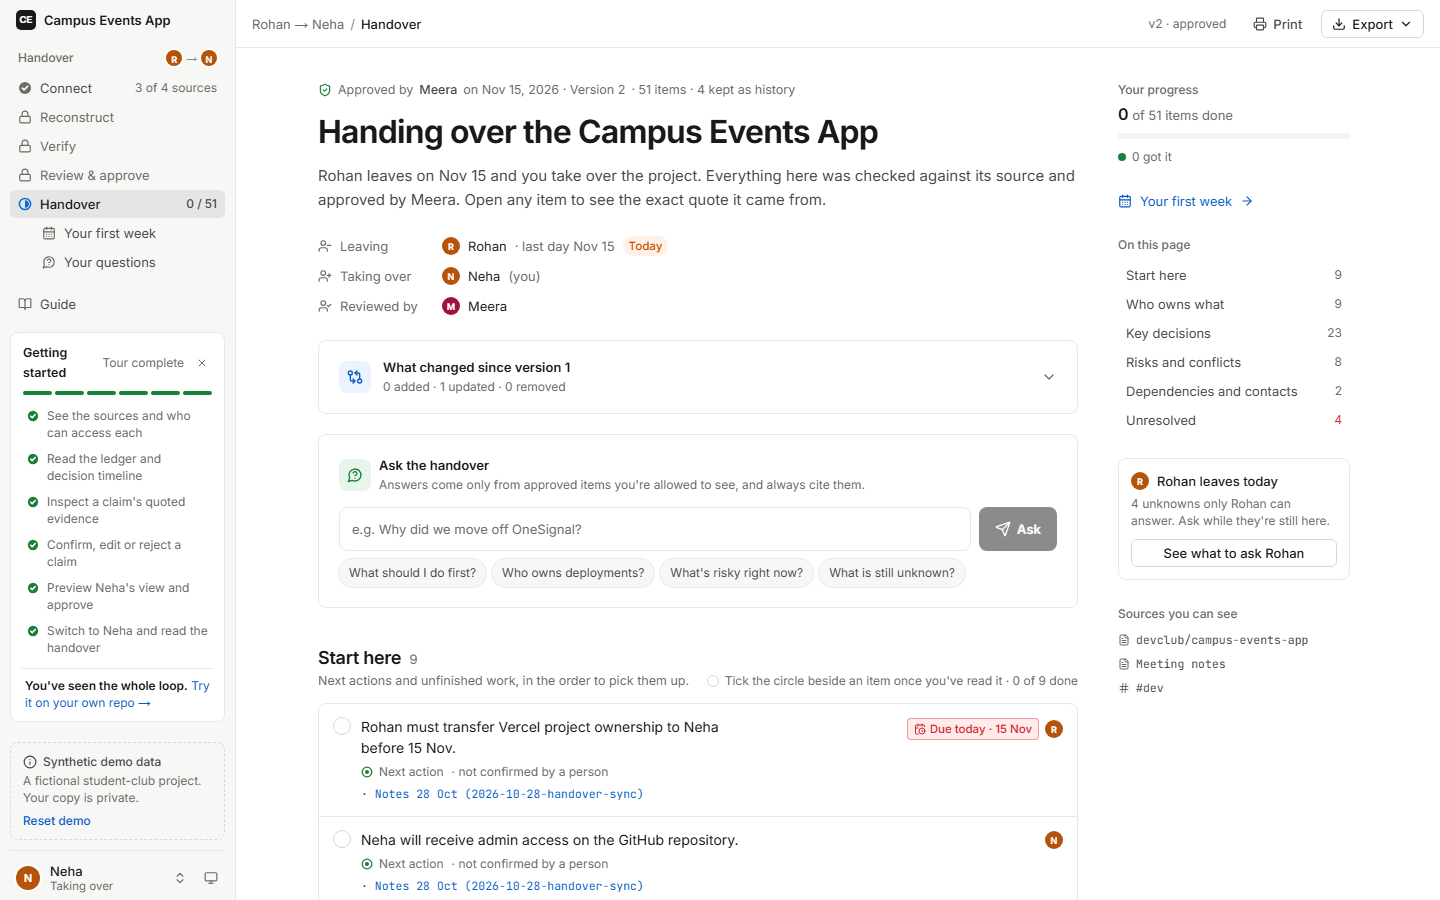 CE Campus Events App
Handover R → N
Connect 3 of 4 sources
Reconstruct
Verify
Review & approve
Handover 0 / 51
Your first week
Your questions
Guide
Getting started Tour complete ×
See the sources and who
can access each
Read the ledger and
decision timeline
Inspect a claim's quoted
evidence
Confirm, edit or reject a
claim
Preview Neha's view and
approve
Switch to Neha and read the
handover
You've seen the whole loop. Try
it on your own repo →
Synthetic demo data
A fictional student-club project.
Your copy is private.
Reset demo
N Neha
Taking over
Rohan → Neha / Handover
v2 · approved Print Export
Approved by Meera on Nov 15, 2026 · Version 2 · 51 items · 4 kept as history
Handing over the Campus Events App
Rohan leaves on Nov 15 and you take over the project. Everything here was checked against its source and
approved by Meera. Open any item to see the exact quote it came from.
Leaving R Rohan · last day Nov 15 Today
Taking over N Neha (you)
Reviewed by M Meera
What changed since version 1
0 added · 1 updated · 0 removed
Ask the handover
Answers come only from approved items you're allowed to see, and always cite them.
e.g. Why did we move off OneSignal? Ask
What should I do first? Who owns deployments? What's risky right now? What is still unknown?
Start here 9
Next actions and unfinished work, in the order to pick them up. Tick the circle beside an item once you've read it · 0 of 9 done
Rohan must transfer Vercel project ownership to Neha
before 15 Nov.
Due today · 15 Nov R
Next action · not confirmed by a person
· Notes 28 Oct (2026-10-28-handover-sync)
Neha will receive admin access on the GitHub repository. N
Next action · not confirmed by a person
· Notes 28 Oct (2026-10-28-handover-sync)
Your progress
0 of 51 items done
0 got it
Your first week →
On this page
Start here 9
Who owns what 9
Key decisions 23
Risks and conflicts 8
Dependencies and contacts 2
Unresolved 4
R Rohan leaves today
4 unknowns only Rohan can
answer. Ask while they're still here.
See what to ask Rohan
Sources you can see
devclub/campus-events-app
Meeting notes
# #dev